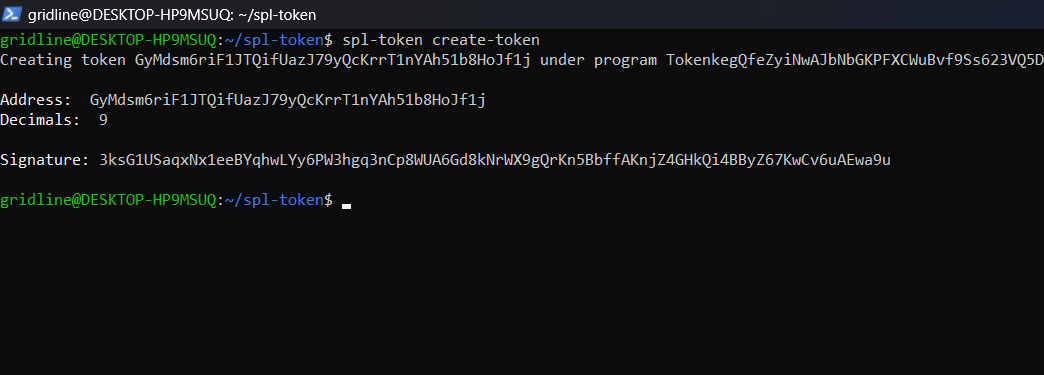 gridline@DESKTOP-HP9MSUQ: ~/spl-token
gridline@DESKTOP-HP9MSUQ:~/spl-token$ spl-token create-token
Creating token GyMdsm6riF1JTQifUazJ79yQcKrrT1nYAh51b8HoJf1j under program TokenkegQfeZyiNwAJbNbGKPFXCWuBvf9Ss623VQ5D
Address: GyMdsm6riF1JTQifUazJ79yQcKrrT1nYAh51b8HoJf1j
Decimals: 9
Signature: 3ksG1USaqxNx1eeBYqhwLYy6PW3hgq3nCp8WUA6Gd8kNrWX9gQrKn5BbffAKnjZ4GHkQi4BByZ67KwCv6uAEwa9u
gridline@DESKTOP-HP9MSUQ:~/spl-token$